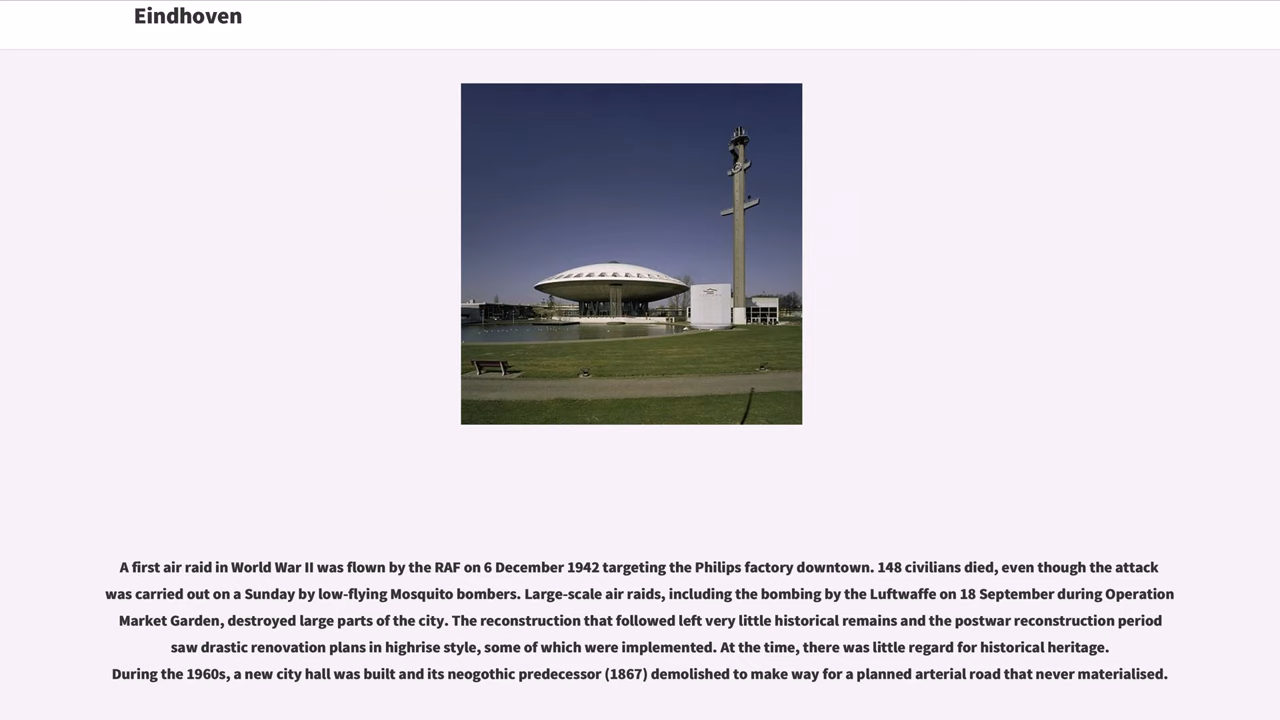 Eindhoven
A first air raid in World War II was flown by the RAF on 6 December 1942 targeting the Philips factory downtown. 148 civilians died, even though the attack
was carried out on a Sunday by low-flying Mosquito bombers. Large-scale air raids, including the bombing by the Luftwaffe on 18 September during Operation
Market Garden, destroyed large parts of the city. The reconstruction that followed left very little historical remains and the postwar reconstruction period
saw drastic renovation plans in highrise style, some of which were implemented. At the time, there was little regard for historical heritage.
During the 1960s, a new city hall was built and its neogothic predecessor (1867) demolished to make way for a planned arterial road that never materialised.